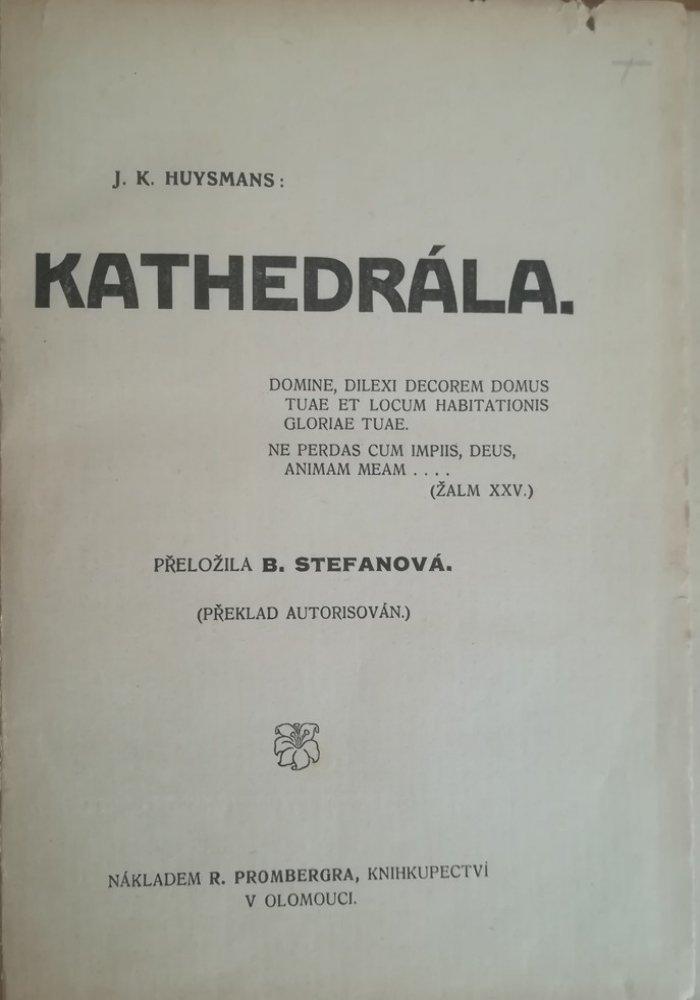 J. K. HUYSMANS:
KATHEDRÁLA.
DOMINE, DILEXI DECOREM DOMUS
TUAE ET LOCUM HABITATIONIS
GLORIAE TUAE.
NE PERDAS CUM IMPIIS, DEUS,
ANIMAM MEAM . . . .
(ŽALM XXV.)
PŘELOŽILA B. STEFANOVÁ.
(PŘEKLAD AUTORISOVÁN.)
NÁKLADEM R. PROMBERGRA, KNIHKUPECTVÍ
V OLOMOUCI.